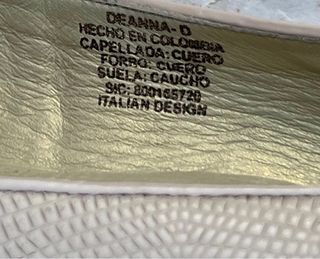 DEANNA- D
HECHO EN COLOMBIA
CAPELLADA: CUERO
FORRO: CUERO
SUELA: CAUCHO
SIC: 800165720
ITALIAN DESIGN